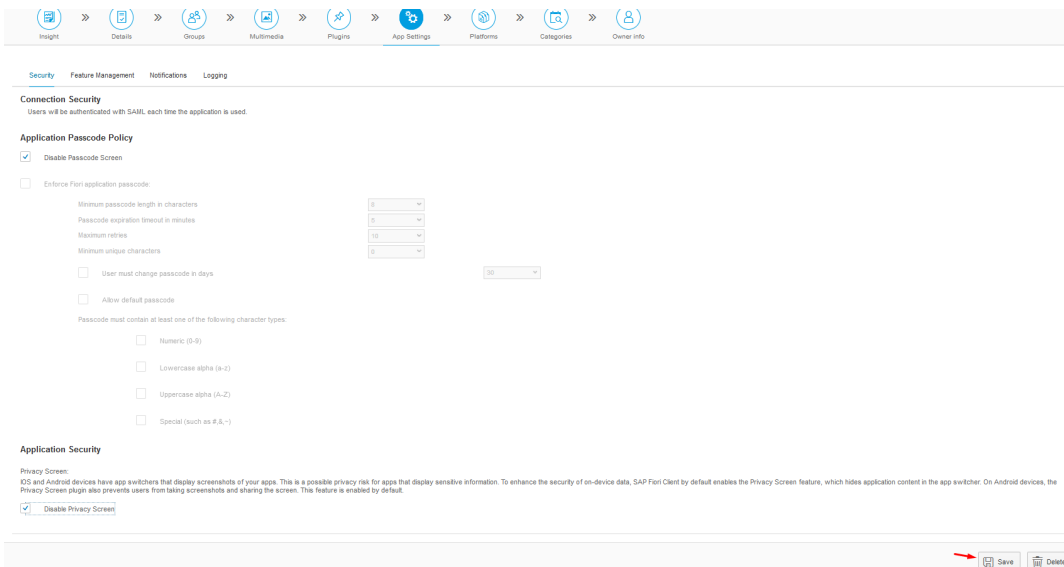 Insight
Details
Groups
Multimedia
Plugins
App Settings
Platforms
Categories
Owner info
Security Feature Management Notifications Logging
Connection Security
Users will be authenticated with SAML each time the application is used.
Application Passcode Policy
Disable Passcode Screen
Enforce Fiori application passcode
Minimum passcode length in characters
Passcode expiration timeout in minutes 5
Maximum retries 10
Minimum unique characters
User must change passcode in days
Allow default passcode
Passcode must contain at least one of the following character types:
Numeric (0-9)
Lowercase alpha (a-z)
Uppercase alpha (A-Z)
Special (such as #,&,~)
Application Security
Privacy Screen:
IOS and Android devices have app switchers that display screenshots of your apps. This is a possible privacy risk for apps that display sensitive information. To enhance the security of on-device data, SAP Fiori Client by default enables the Privacy Screen feature, which hides application content in the app switcher. On Android devices, the
Privacy Screen plugin also prevents users from taking screenshots and sharing the screen. This feature is enabled by default.
Disable Privacy Screen
Save Delete